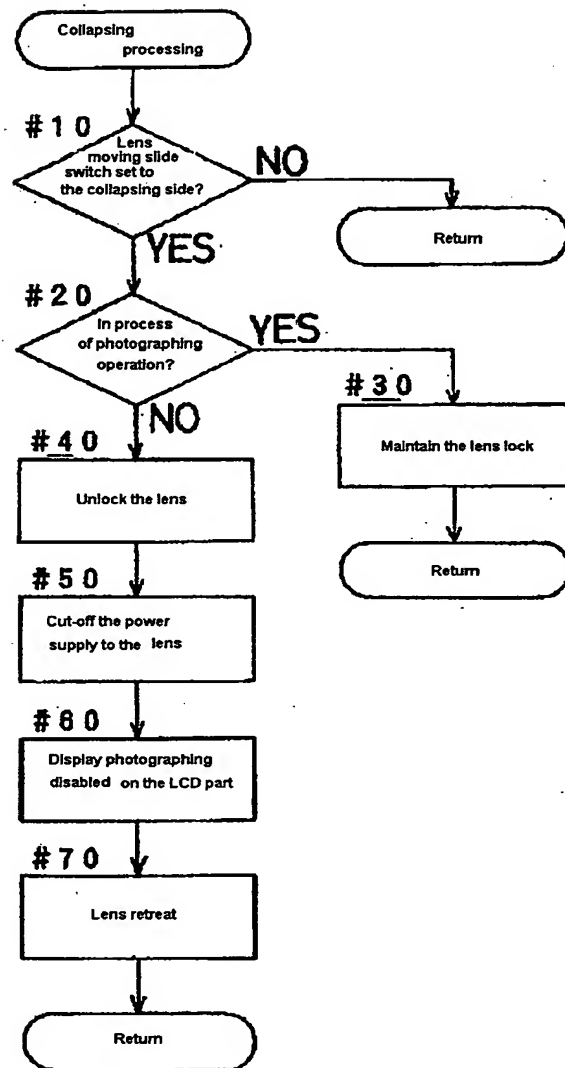 Collapsing
processing
#10
Lens
moving slide
switch set to
the collapsing side?
NO
Return
YES
#20
In process
of photographing
operation?
YES
#30
Maintain the lens lock
Return
NO
#40
Unlock the lens
#50
Cut-off the power
supply to the lens
#60
Display photographing
disabled on the LCD part
#70
Lens retreat
Return